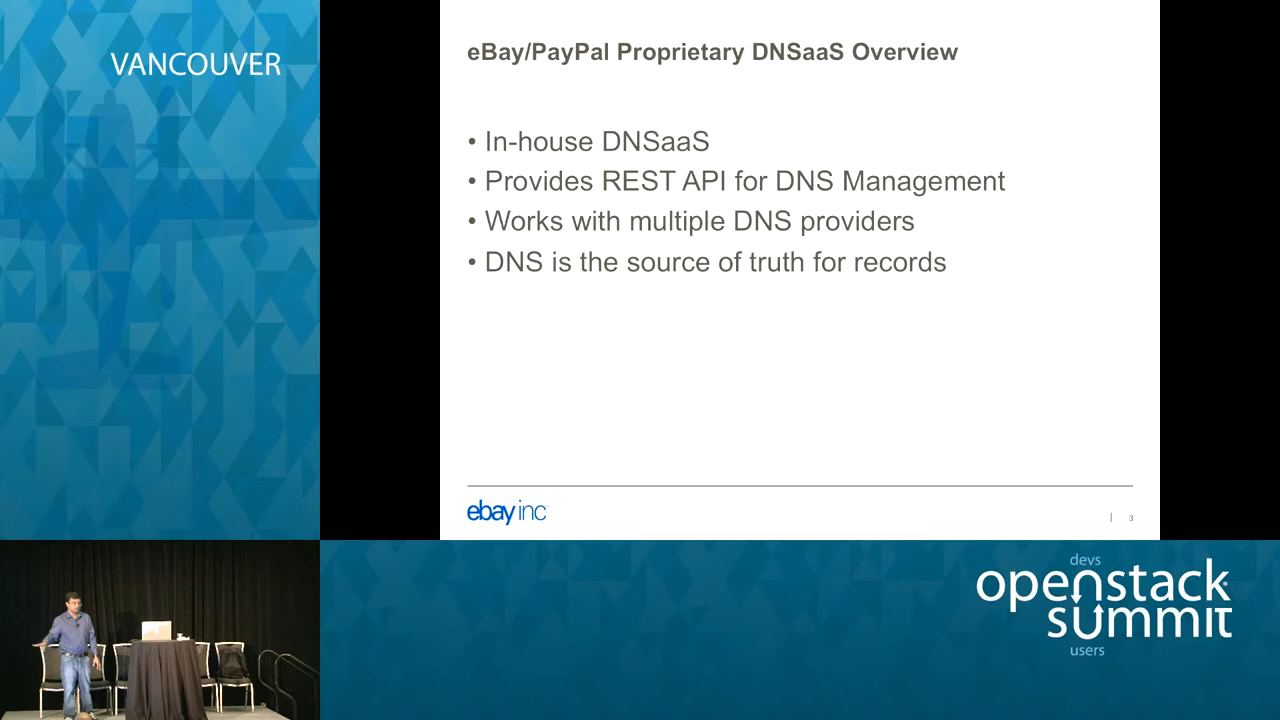 VANCOUVER
eBay/PayPal Proprietary DNSaaS Overview
• In-house DNSaaS
• Provides REST API for DNS Management
• Works with multiple DNS providers
• DNS is the source of truth for records
ebay inc
| 3
devs
openstack
summit
users